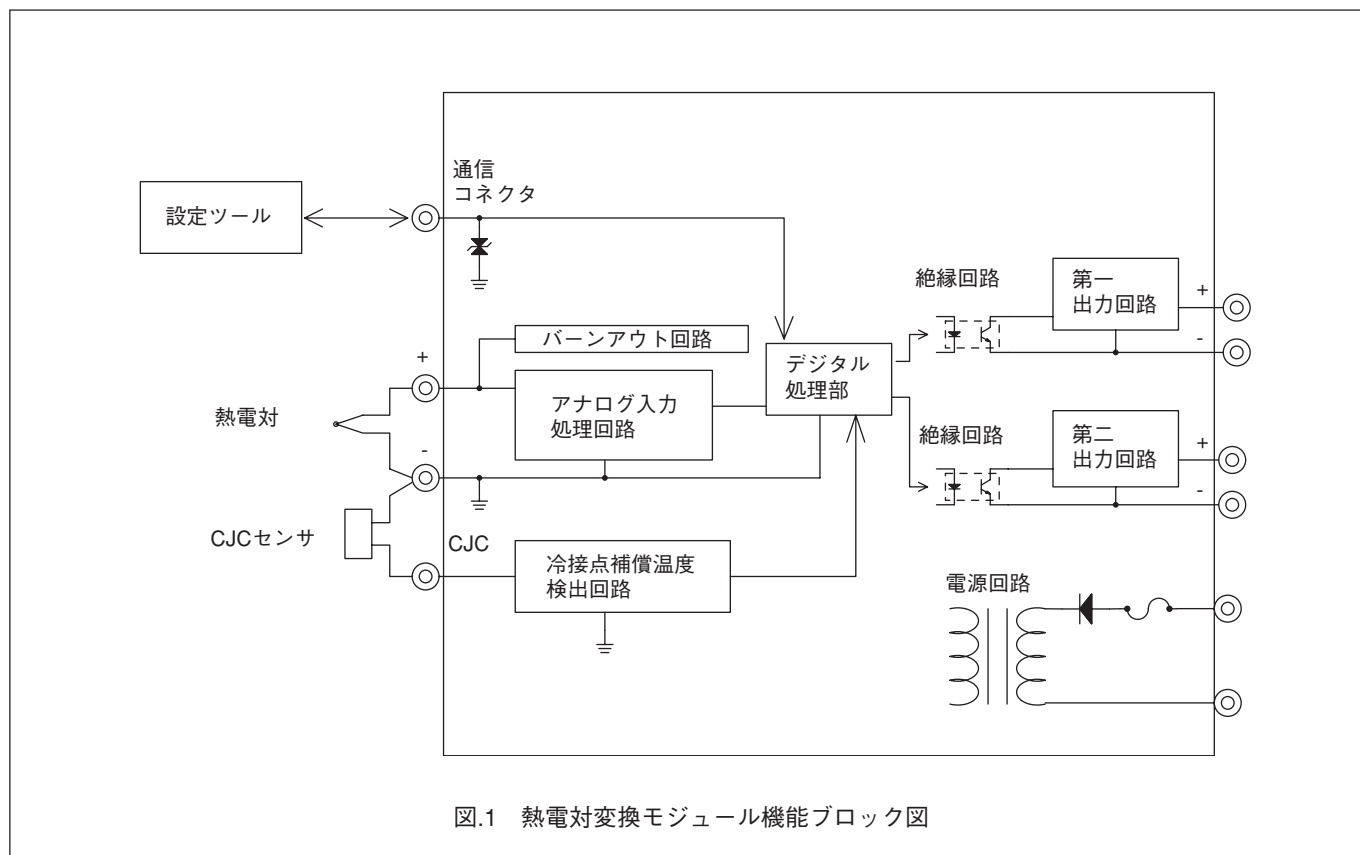 通信
コネクタ
設定ツール
絶縁回路
第一
出力回路
+
-
バーンアウト回路
+
デジタル
処理部
熱電対
アナログ入力
処理回路
-
絶縁回路
第二
出力回路
+
-
CJCセンサ
CJC
冷接点補償温度
検出回路
電源回路
図.1 熱電対変換モジュール機能ブロック図